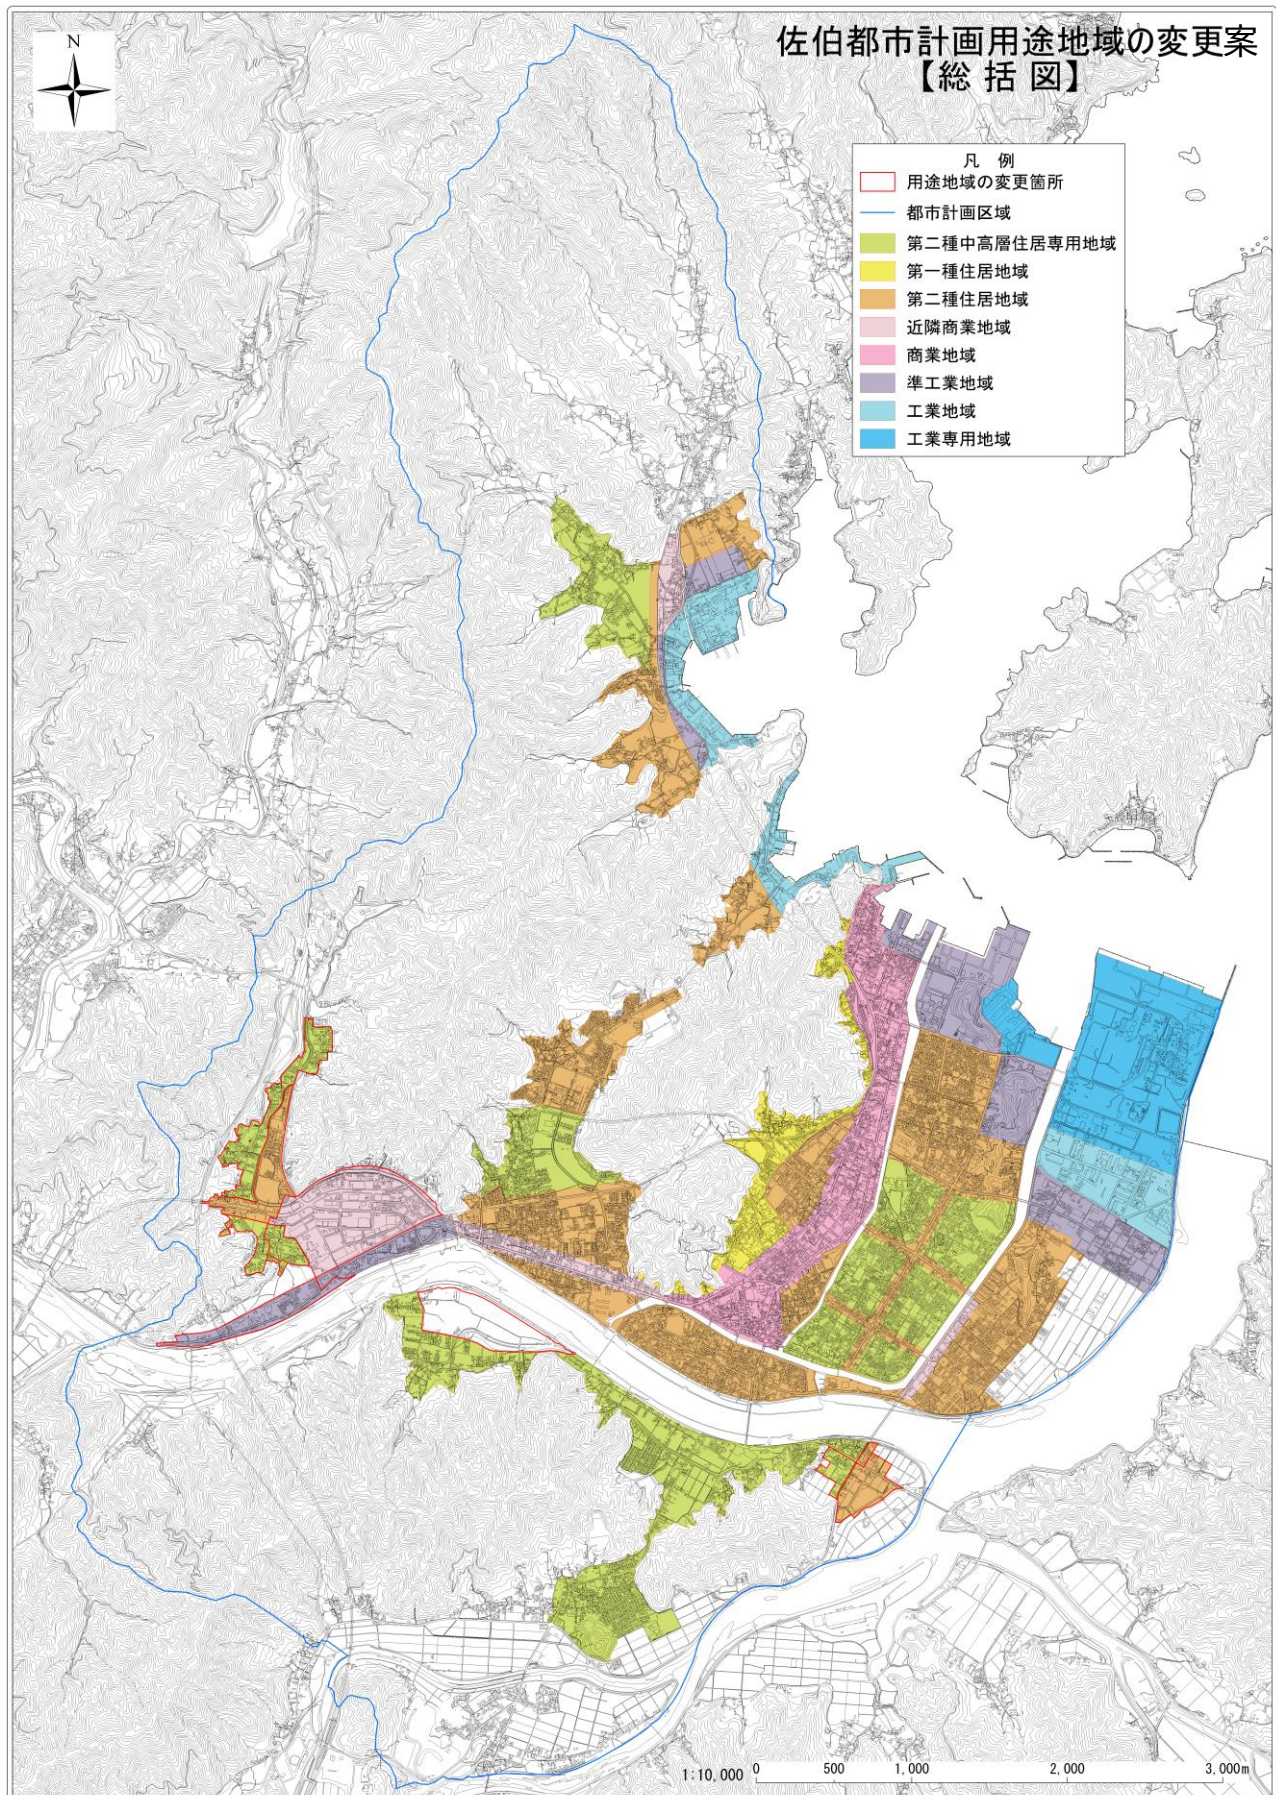 佐伯都市計画用途地域の変更案
【総括図】
N
凡 例
用途地域の変更箇所
都市計画区域
第二種中高層住居専用地域
第一種住居地域
第二種住居地域
近隣商業地域
商業地域
準工業地域
工業地域
工業専用地域
1:10,000 0 500 1,000 2,000 3,000m